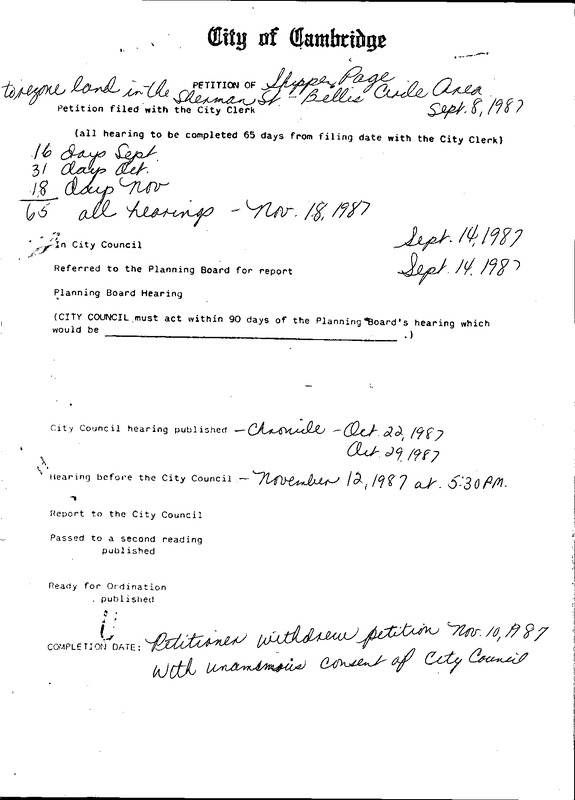 City of Cambridge
PETITION OF Skipper Page
to rezone land in the Sherman St - Bellis Circle Area
Petition filed with the City Clerk Sept. 8, 1987
(all hearing to be completed 65 days from filing date with the City Clerk)
16 days Sept.
31 days Oct.
18 days Nov
65 all hearings - Nov. 18, 1987
In City Council Sept. 14, 1987
Referred to the Planning Board for report Sept. 14. 1987
Planning Board Hearing
(CITY COUNCIL must act within 90 days of the Planning Board's hearing which
would be .)
City Council hearing published - Chronicle - Oct. 22, 1987
Oct. 29, 1987
Hearing before the City Council - November 12, 1987 at 5:30 P.M.
Report to the City Council
Passed to a second reading
published
Ready for Ordination
published
COMPLETION DATE: Petitioner withdrew petition Nov. 10, 1987
with unanimous consent of City Council